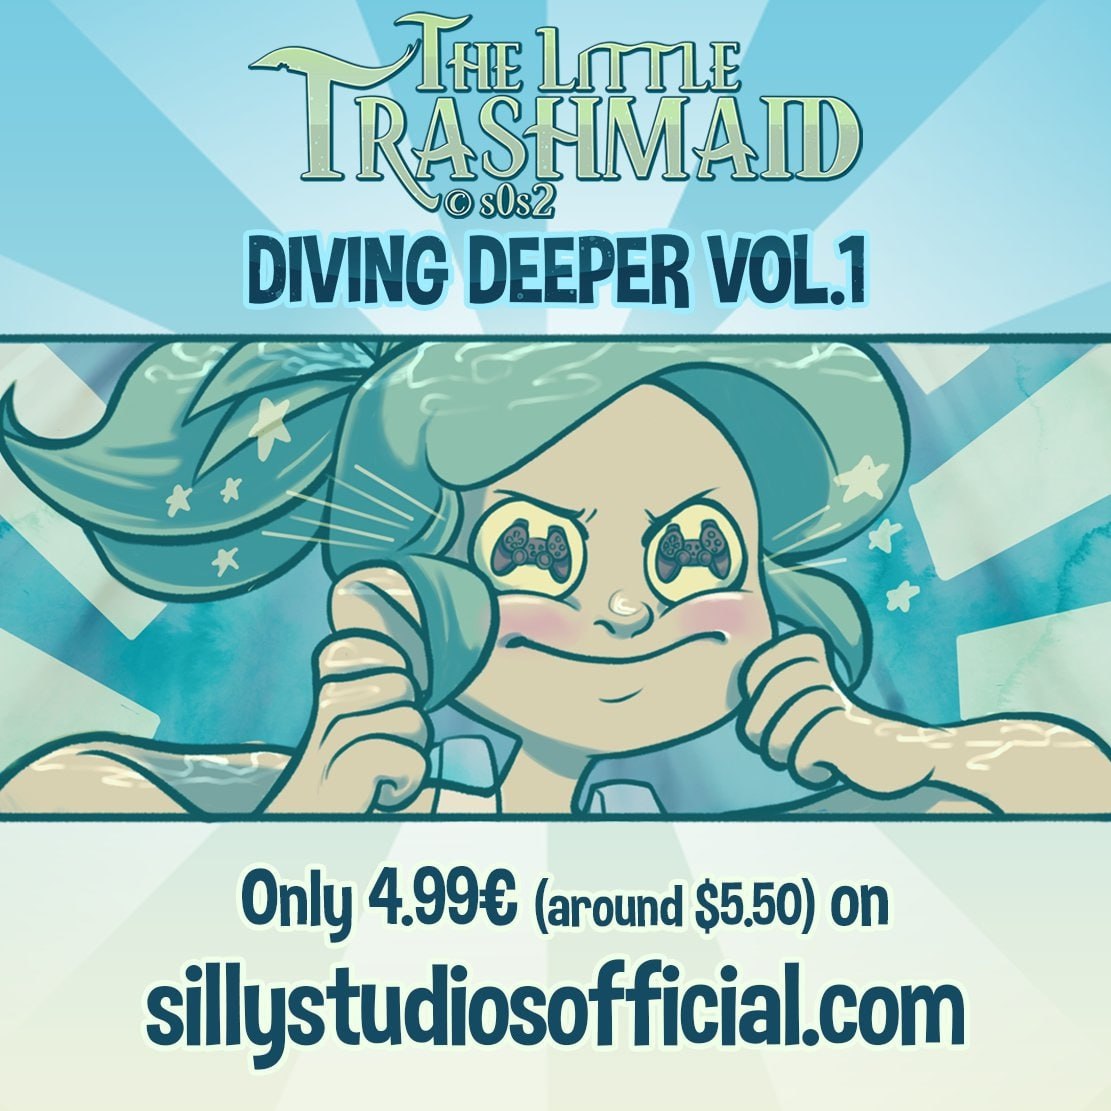 THE LITTLE
TRASHMAID
© s0s2
DIVING DEEPER VOL.1
Only 4.99€ (around $5.50) on
sillystudiosofficial.com